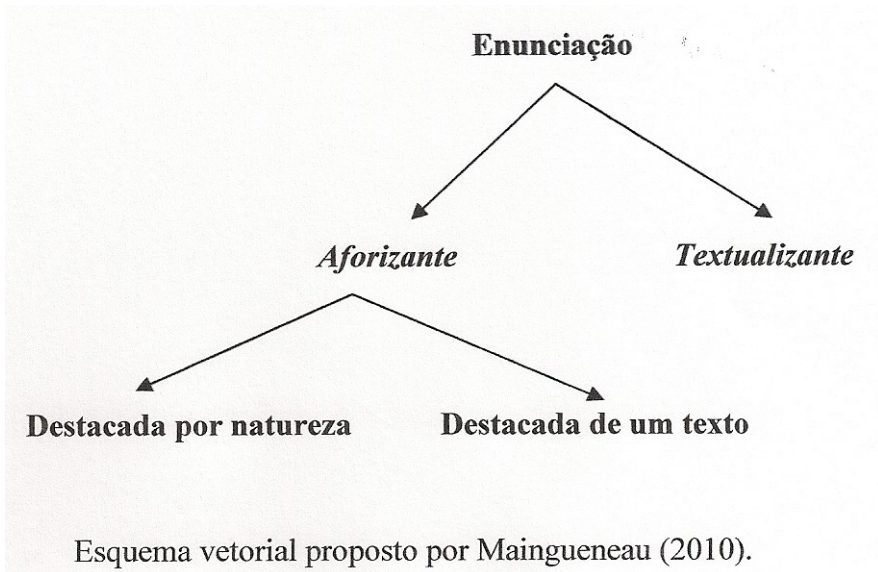 Enunciação
Aforizante
Textualizante
Destacada por natureza
Destacada de um texto
Esquema vetorial proposto por Maingueneau (2010).